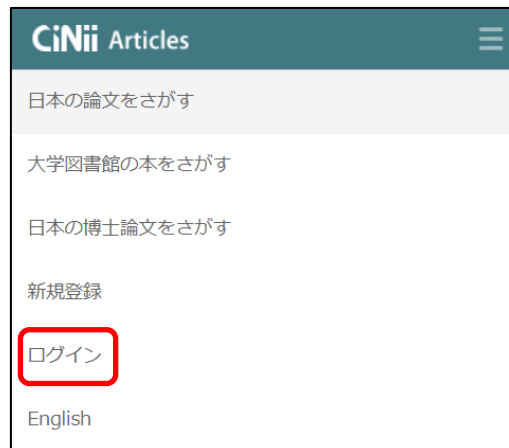 CiNii Articles
日本の論文をさがす
大学図書館の本をさがす
日本の博士論文をさがす
新規登録
ログイン
English